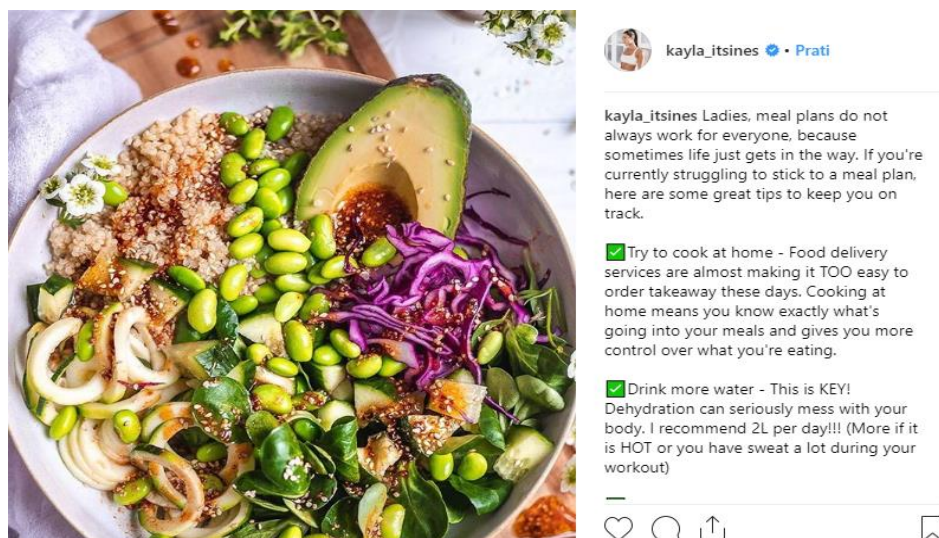 kayla_itsines • Prati
kayla_itsines Ladies, meal plans do not
always work for everyone, because
sometimes life just gets in the way. If you're
currently struggling to stick to a meal plan,
here are some great tips to keep you on
track.
✅Try to cook at home - Food delivery
services are almost making it TOO easy to
order takeaway these days. Cooking at
home means you know exactly what's
going into your meals and gives you more
control over what you're eating.
✅Drink more water - This is KEY!
Dehydration can seriously mess with your
body. I recommend 2L per day!!! (More if it
is HOT or you have sweat a lot during your
workout)